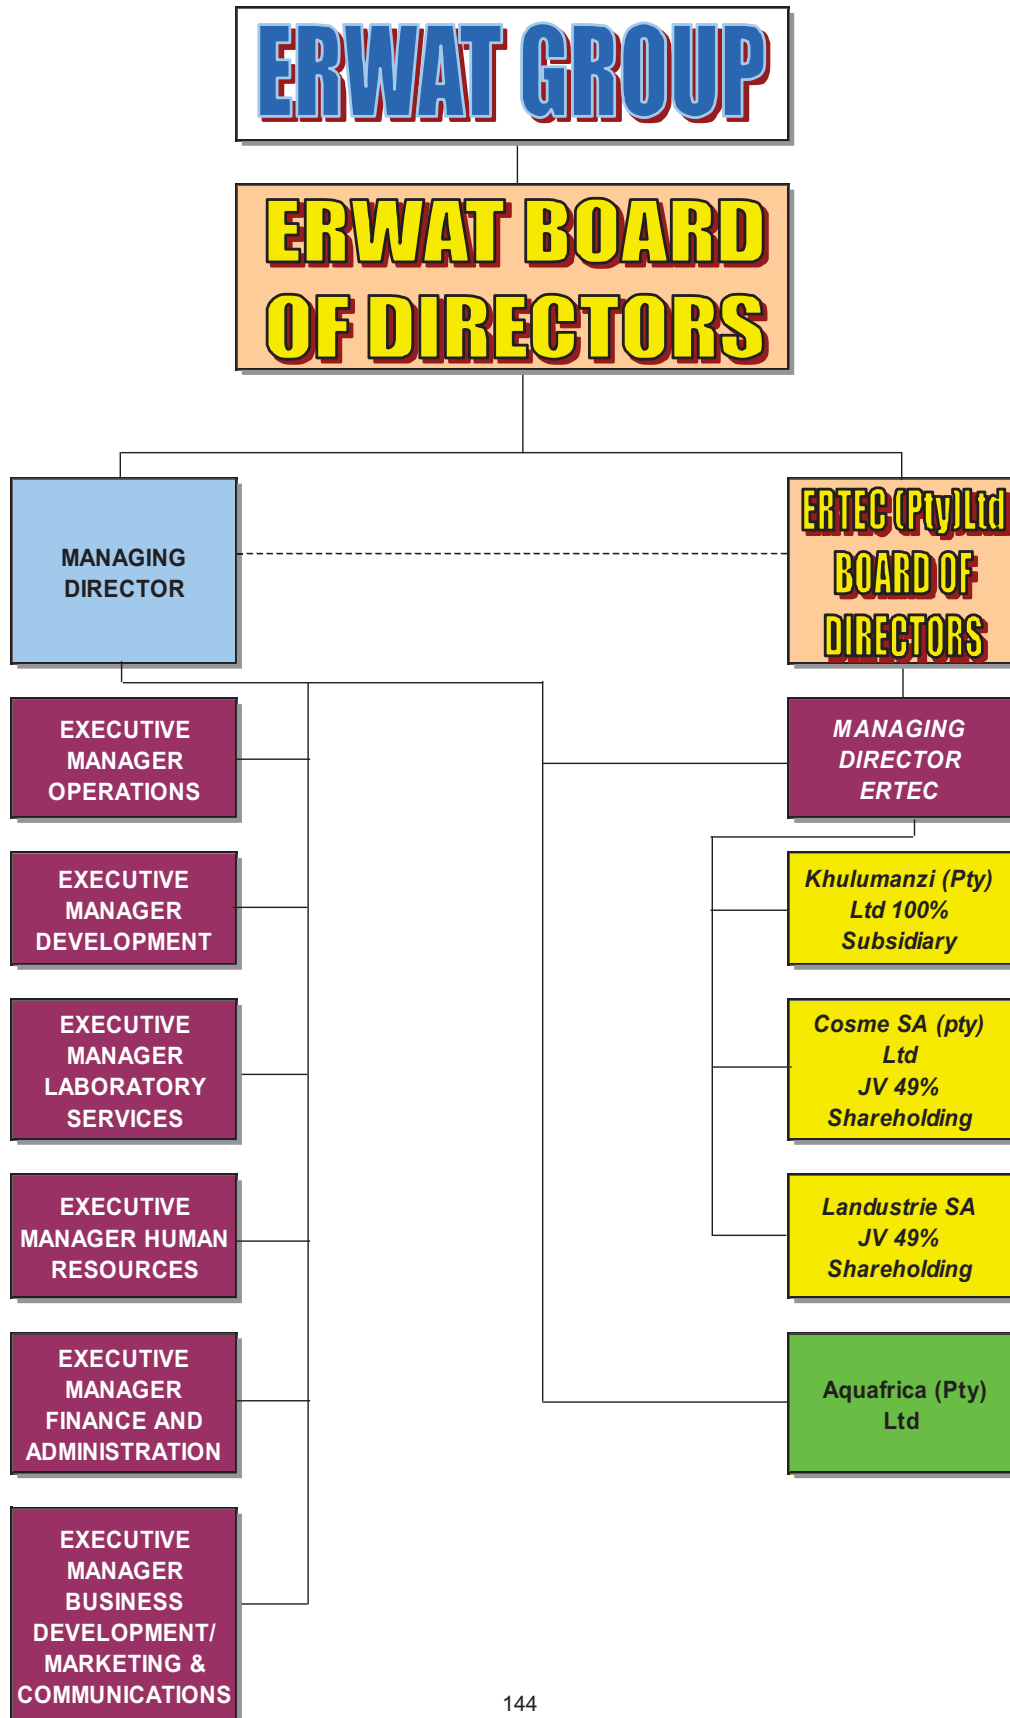 ERWAT GROUP
ERWAT BOARD
OF DIRECTORS
MANAGING
DIRECTOR
ERTEC (Pty)Ltd
BOARD OF
DIRECTORS
EXECUTIVE
MANAGER
OPERATIONS
MANAGING
DIRECTOR
ERTEC
EXECUTIVE
MANAGER
DEVELOPMENT
Khulumanzi (Pty)
Ltd 100%
Subsidiary
EXECUTIVE
MANAGER
LABORATORY
SERVICES
Cosme SA (pty)
Ltd
JV 49%
Shareholding
EXECUTIVE
MANAGER HUMAN
RESOURCES
Landustrie SA
JV 49%
Shareholding
EXECUTIVE
MANAGER
FINANCE AND
ADMINISTRATION
Aquafrica (Pty)
Ltd
EXECUTIVE
MANAGER
BUSINESS
DEVELOPMENT/
MARKETING &
COMMUNICATIONS
144